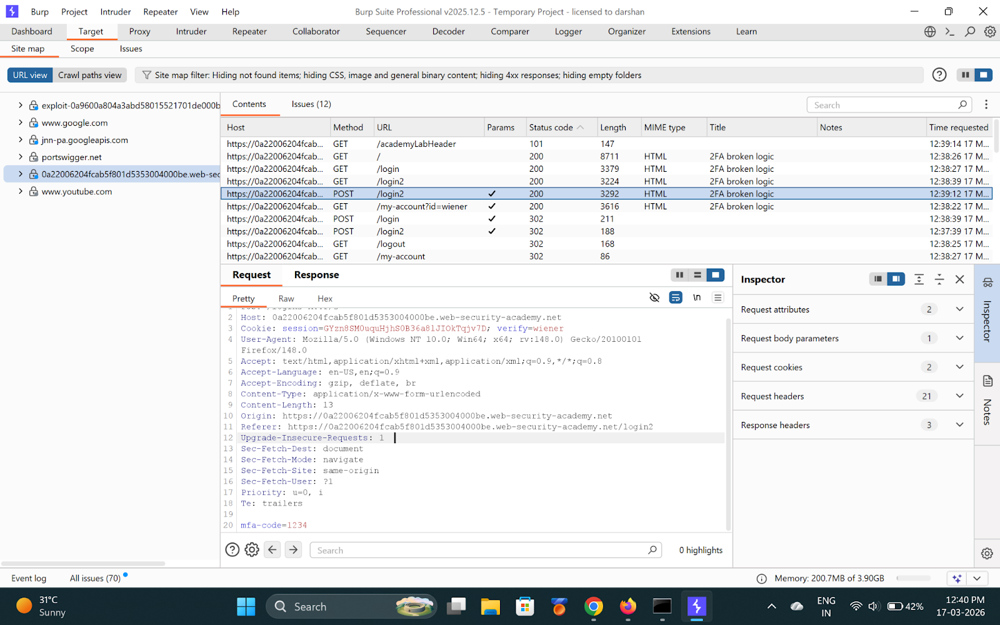 Burp Project Intruder Repeater View Help Burp Suite Professional v2025.12.5 - Temporary Project - licensed to darshan
Dashboard Target Proxy Intruder Repeater Collaborator Sequencer Decoder Comparer Logger Organizer Extensions Learn
Site map Scope Issues
URL view Crawl paths view Site map filter: Hiding not found items; hiding CSS, image and general binary content; hiding 4xx responses; hiding empty folders
exploit-0a9600a804a3abd58015521701de000b
www.google.com
jnn-pa.googleapis.com
portswigger.net
0a22006204fcab5f801d5353004000be.web-sec
www.youtube.com
Contents Issues (12) Search
Host Method URL Params Status code Length MIME type Title Notes Time requested
https://0a22006204fcab... GET /academyLabHeader 101 147 12:39:14 17 M...
https://0a22006204fcab... GET / 200 8711 HTML 2FA broken logic 12:38:26 17 M...
https://0a22006204fcab... GET /login 200 3379 HTML 2FA broken logic 12:38:27 17 M...
https://0a22006204fcab... GET /login2 200 3224 HTML 2FA broken logic 12:38:39 17 M...
https://0a22006204fcab... POST /login2 ✓ 200 3292 HTML 2FA broken logic 12:39:12 17 M...
https://0a22006204fcab... GET /my-account?id=wiener ✓ 200 3616 HTML 2FA broken logic 12:38:22 17 M...
https://0a22006204fcab... POST /login ✓ 302 211 12:38:39 17 M...
https://0a22006204fcab... POST /login2 ✓ 302 188 12:37:39 17 M...
https://0a22006204fcab... GET /logout 302 168 12:38:25 17 M...
https://0a22006204fcab... GET /my-account 302 86 12:38:27 17 M...
Request Response
Pretty Raw Hex \n
2 Host: 0a22006204fcab5f801d5353004000be.web-security-academy.net
3 Cookie: session=GYzn8SM0uquHjhS0B36a8lJIOkTqjv7D; verify=wiener
4 User-Agent: Mozilla/5.0 (Windows NT 10.0; Win64; x64; rv:148.0) Gecko/20100101
Firefox/148.0
5 Accept: text/html,application/xhtml+xml,application/xml;q=0.9,*/*;q=0.8
6 Accept-Language: en-US,en;q=0.9
7 Accept-Encoding: gzip, deflate, br
8 Content-Type: application/x-www-form-urlencoded
9 Content-Length: 13
10 Origin: https://0a22006204fcab5f801d5353004000be.web-security-academy.net
11 Referer: https://0a22006204fcab5f801d5353004000be.web-security-academy.net/login2
12 Upgrade-Insecure-Requests: 1
13 Sec-Fetch-Dest: document
14 Sec-Fetch-Mode: navigate
15 Sec-Fetch-Site: same-origin
16 Sec-Fetch-User: ?1
17 Priority: u=0, i
18 Te: trailers
19
20 mfa-code=1234
Search 0 highlights
Inspector
Request attributes 2
Request body parameters 1
Request cookies 2
Request headers 21
Response headers 3
Inspector
Notes
Event log All issues (70) Memory: 200.7MB of 3.90GB
31°C
Sunny
Search
ENG
IN
42%
12:40 PM
17-03-2026